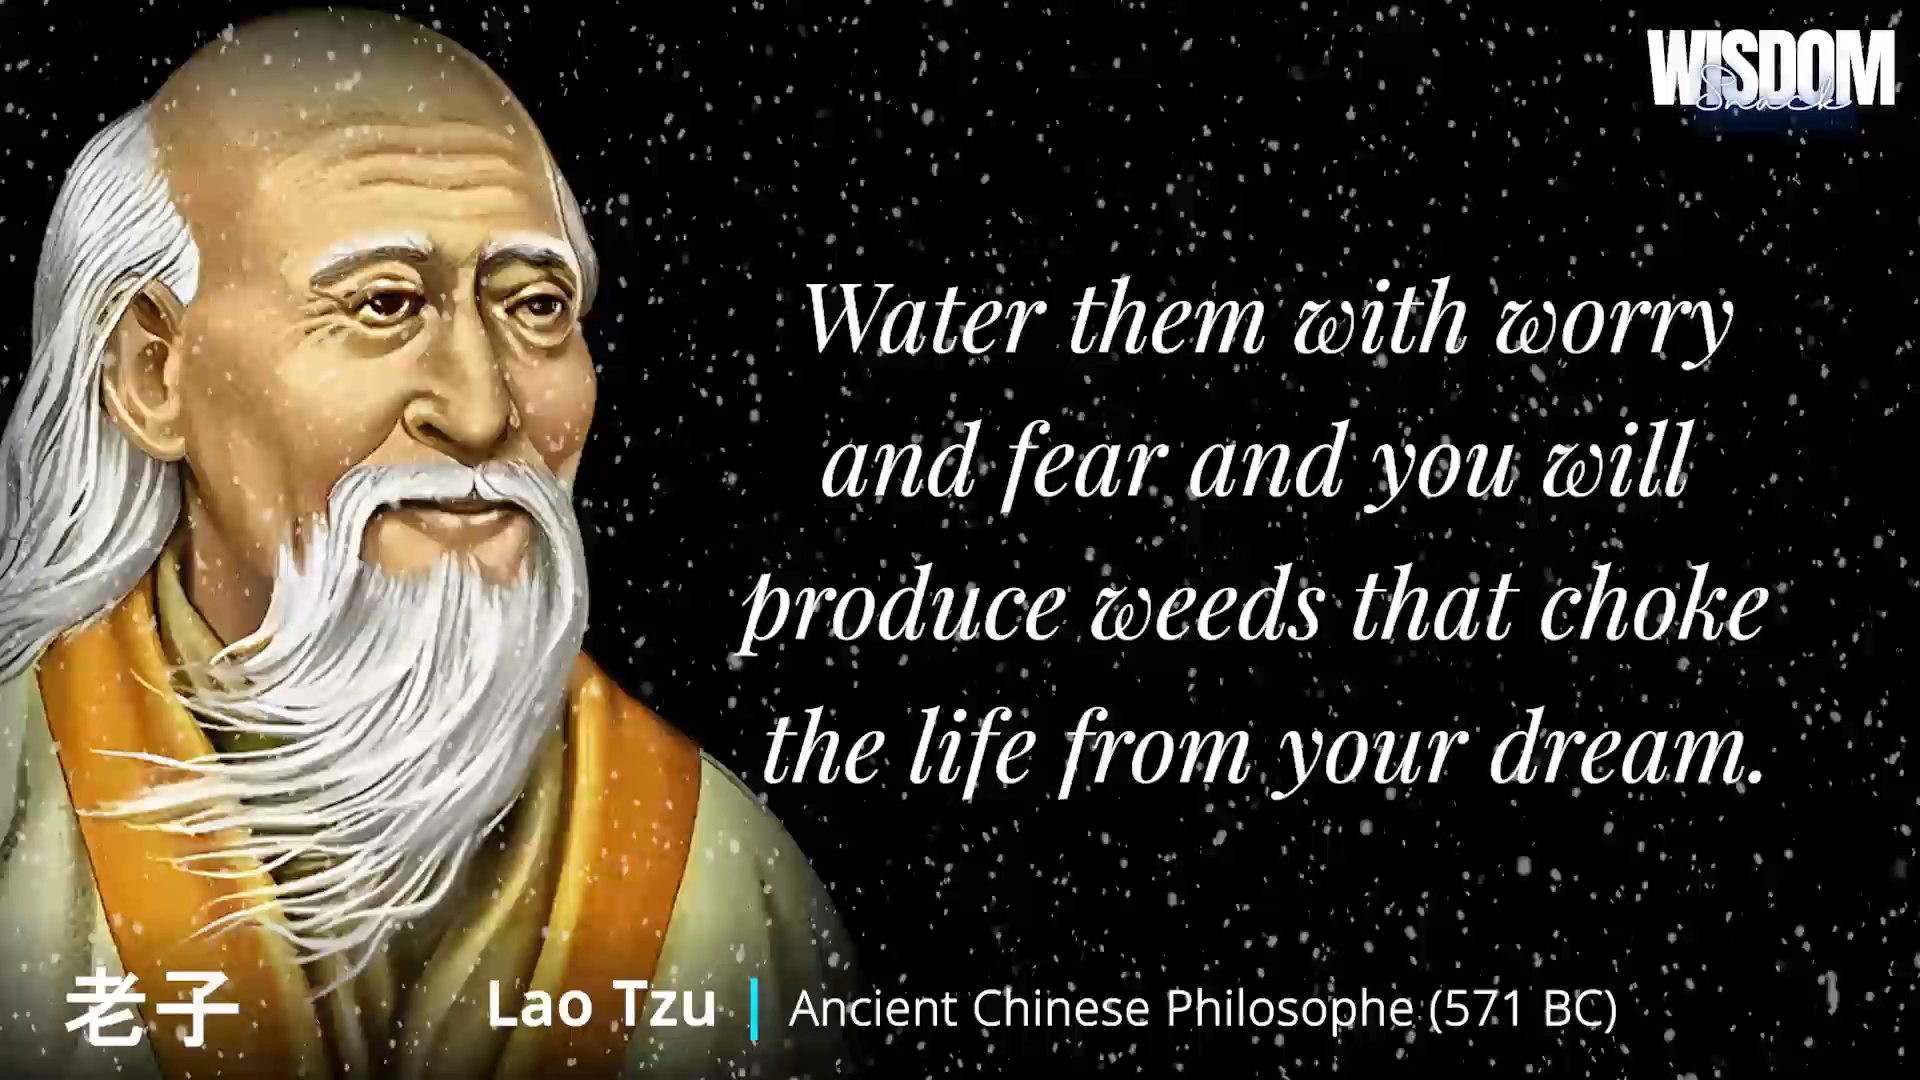 WISDOM
Snack
Water them with worry
and fear and you will
produce weeds that choke
the life from your dream.
老子
Lao Tzu | Ancient Chinese Philosophe (571 BC)